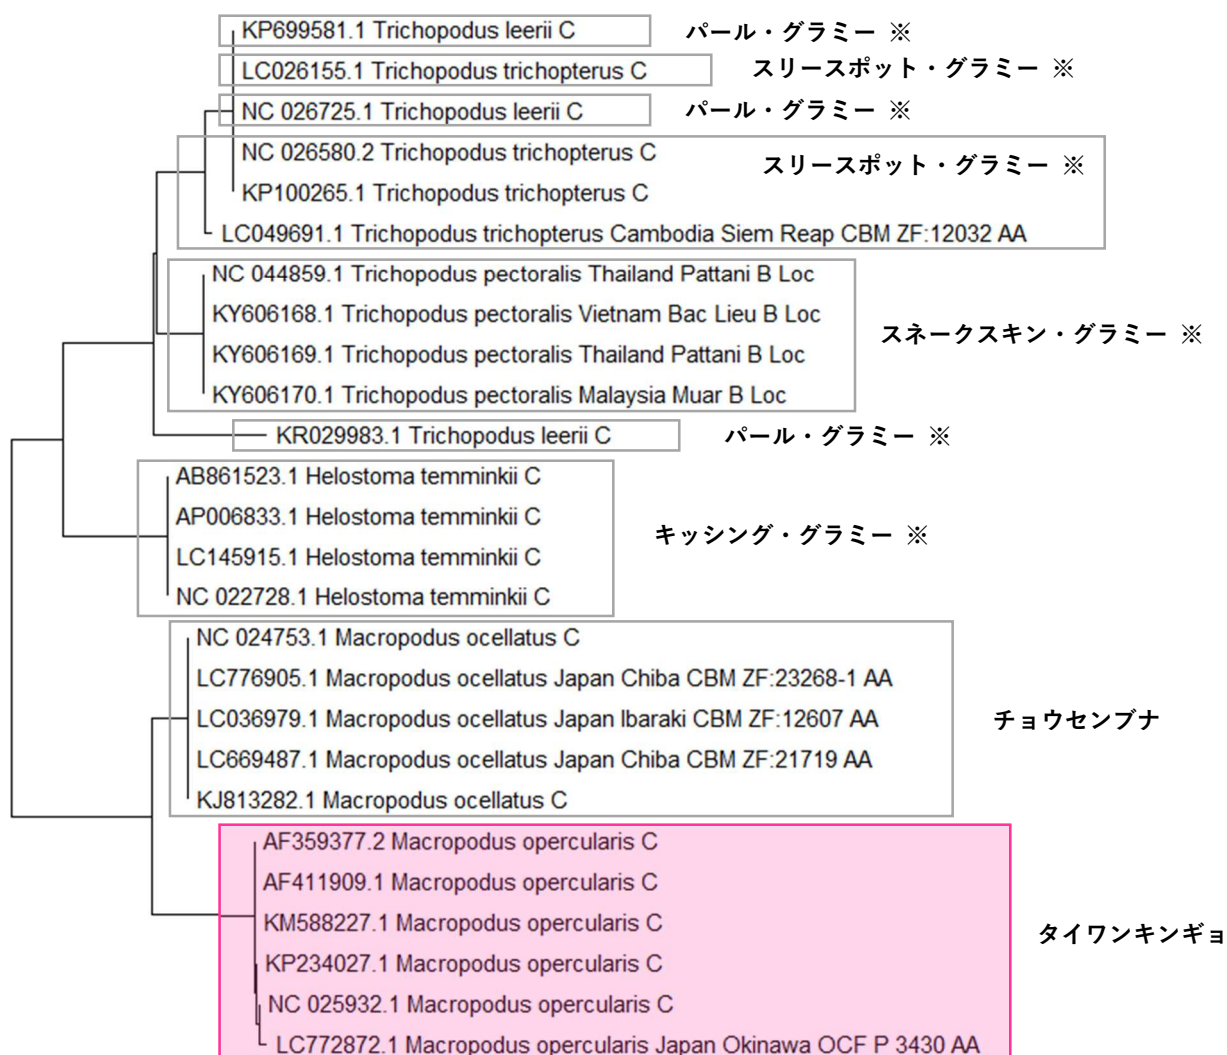 KP699581.1 Trichopodus leerii C パール・グラミー ※
LC026155.1 Trichopodus trichopterus C スリースポット・グラミー ※
NC 026725.1 Trichopodus leerii C パール・グラミー ※
NC 026580.2 Trichopodus trichopterus C スリースポット・グラミー ※
KP100265.1 Trichopodus trichopterus C
LC049691.1 Trichopodus trichopterus Cambodia Siem Reap CBM ZF:12032 AA
NC 044859.1 Trichopodus pectoralis Thailand Pattani B Loc
KY606168.1 Trichopodus pectoralis Vietnam Bac Lieu B Loc
スネークスキン・グラミー ※
KY606169.1 Trichopodus pectoralis Thailand Pattani B Loc
KY606170.1 Trichopodus pectoralis Malaysia Muar B Loc
KR029983.1 Trichopodus leerii C パール・グラミー ※
AB861523.1 Helostoma temminkii C
AP006833.1 Helostoma temminkii C
キッシング・グラミー ※
LC145915.1 Helostoma temminkii C
NC 022728.1 Helostoma temminkii C
NC 024753.1 Macropodus ocellatus C
LC776905.1 Macropodus ocellatus Japan Chiba CBM ZF:23268-1 AA
LC036979.1 Macropodus ocellatus Japan Ibaraki CBM ZF:12607 AA チョウセンブナ
LC669487.1 Macropodus ocellatus Japan Chiba CBM ZF:21719 AA
KJ813282.1 Macropodus ocellatus C
AF359377.2 Macropodus opercularis C
AF411909.1 Macropodus opercularis C
KM588227.1 Macropodus opercularis C
タイワンキンギョ
KP234027.1 Macropodus opercularis C
NC 025932.1 Macropodus opercularis C
LC772872.1 Macropodus opercularis Japan Okinawa OCF P 3430 AA